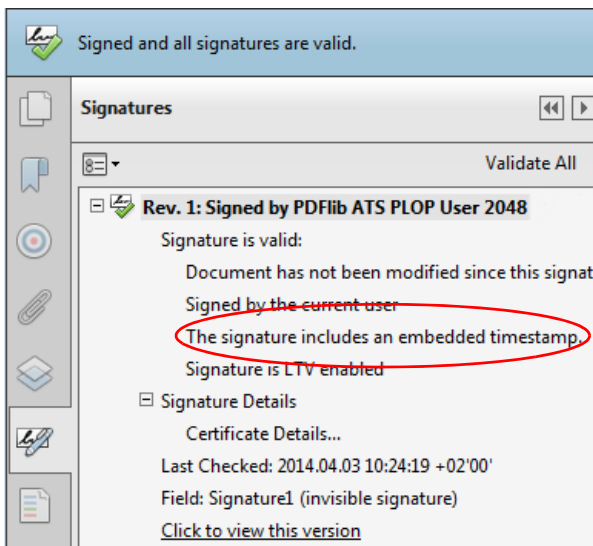 Signed and all signatures are valid.
Signatures
Validate All
Rev. 1: Signed by PDFlib ATS PLOP User 2048
Signature is valid:
Document has not been modified since this signat
Signed by the current user
The signature includes an embedded timestamp.
Signature is LTV enabled
Signature Details
Certificate Details...
Last Checked: 2014.04.03 10:24:19 +02'00'
Field: Signature1 (invisible signature)
Click to view this version